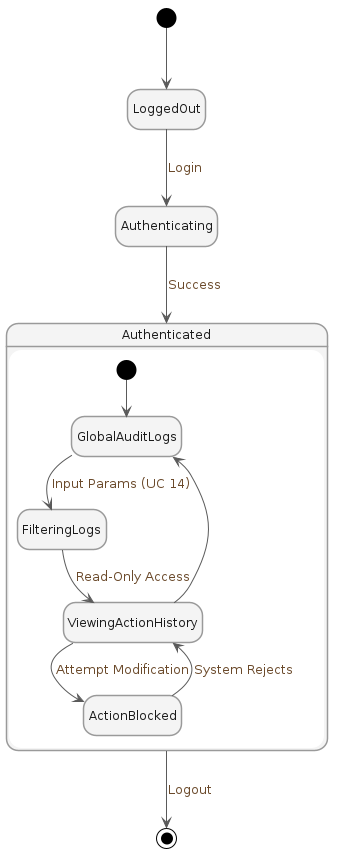 LoggedOut
Login
Authenticating
Success
Authenticated
GlobalAuditLogs
Input Params (UC 14)
FilteringLogs
Read-Only Access
ViewingActionHistory
Attempt Modification
System Rejects
ActionBlocked
Logout